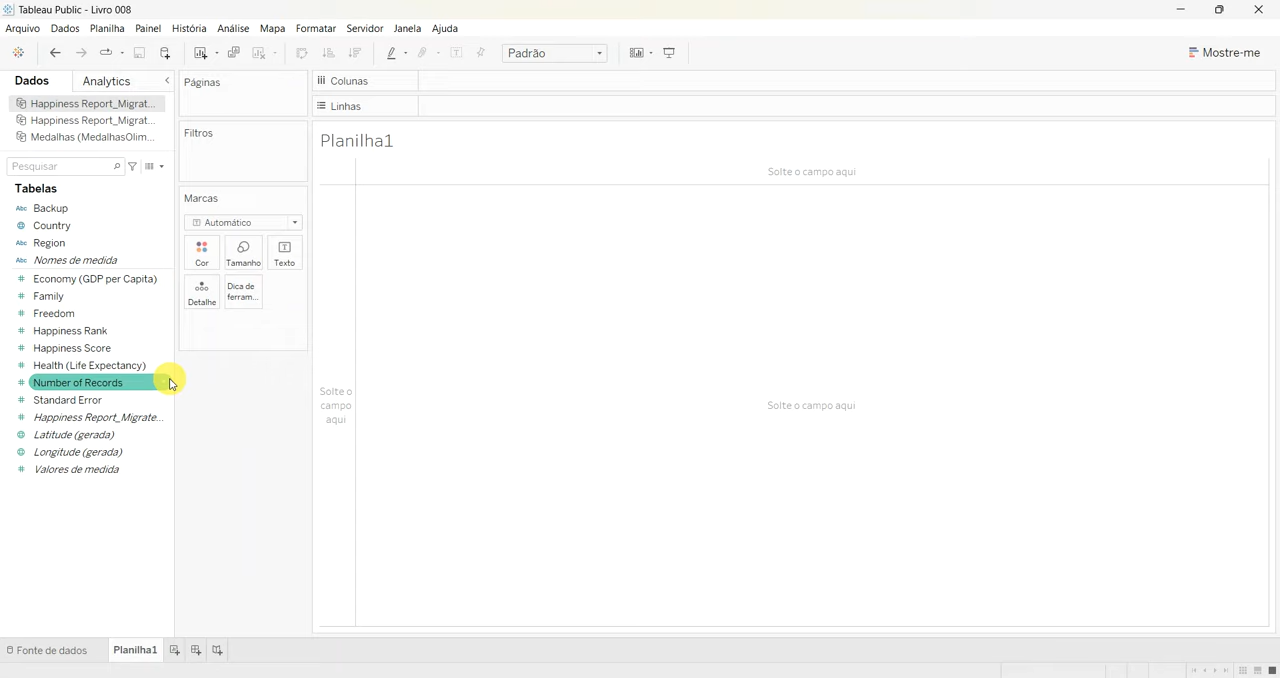 Tableau Public - Livro 008
Arquivo Dados Planilha Painel História Análise Mapa Formatar Servidor Janela Ajuda
Padrão
Mostre-me
Dados Analytics
Happiness Report_Migrat...
Happiness Report_Migrat...
Medalhas (MedalhasOlim...
Pesquisar
Tabelas
Abc Backup
Country
Abc Region
Abc Nomes de medida
Economy (GDP per Capita)
Family
Freedom
Happiness Rank
Happiness Score
Health (Life Expectancy)
Number of Records
Standard Error
Happiness Report_Migrate...
Latitude (gerada)
Longitude (gerada)
Valores de medida
Páginas
Filtros
Marcas
Automático
Cor Tamanho Texto
Detalhe Dica de ferram...
Colunas
Linhas
Planilha1
Solte o campo aqui
Solte o
campo
aqui
Solte o campo aqui
Fonte de dados Planilha1